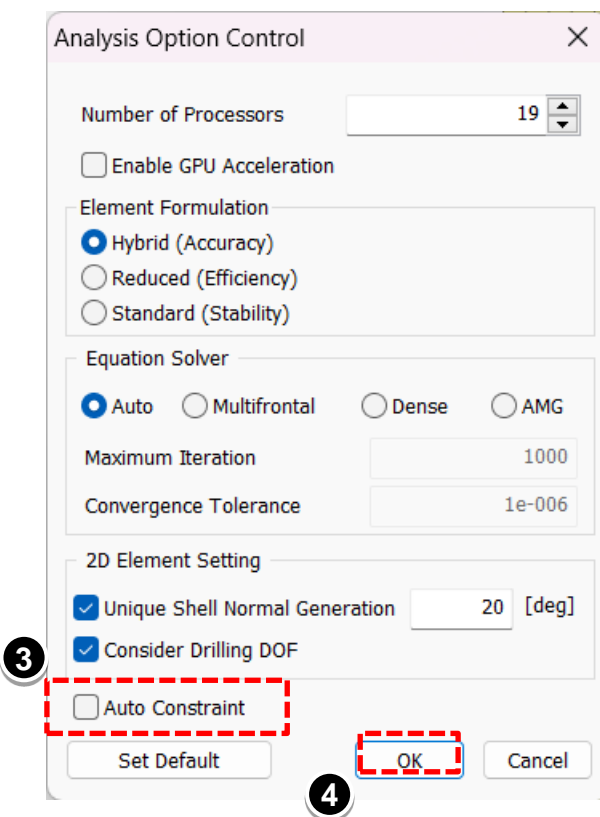 Analysis Option Control
Number of Processors 19
Enable GPU Acceleration
Element Formulation
Hybrid (Accuracy)
Reduced (Efficiency)
Standard (Stability)
Equation Solver
Auto Multifrontal Dense AMG
Maximum Iteration 1000
Convergence Tolerance 1e-006
2D Element Setting
Unique Shell Normal Generation 20 [deg]
Consider Drilling DOF
3
Auto Constraint
Set Default OK Cancel
4